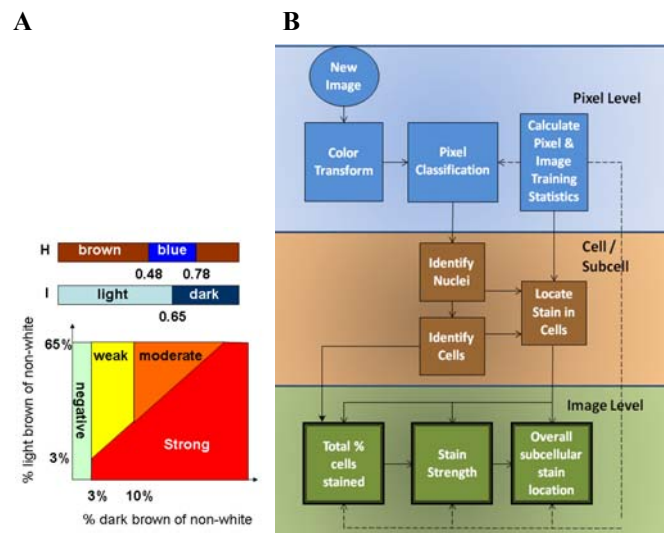 A
B
H
brown
blue
0.48
0.78
I
light
dark
0.65
% light brown of non-white
65%
3%
negative
weak
moderate
Strong
3%
10%
% dark brown of non-white
New
Image
Pixel Level
Color
Transform
Pixel
Classification
Calculate
Pixel &
Image
Training
Statistics
Cell /
Subcell
Identify
Nuclei
Locate
Stain in
Cells
Identify
Cells
Image Level
Total %
cells
stained
Stain
Strength
Overall
subcellular
stain
location